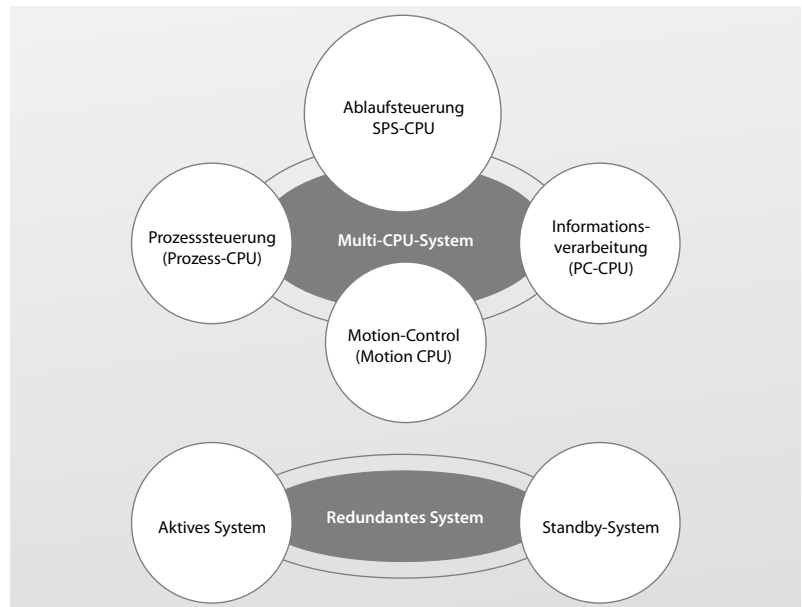 Ablaufsteuerung
SPS-CPU
Prozesssteuerung
(Prozess-CPU)
Multi-CPU-System
Informations-
verarbeitung
(PC-CPU)
Motion-Control
(Motion CPU)
Aktives System
Redundantes System
Standby-System